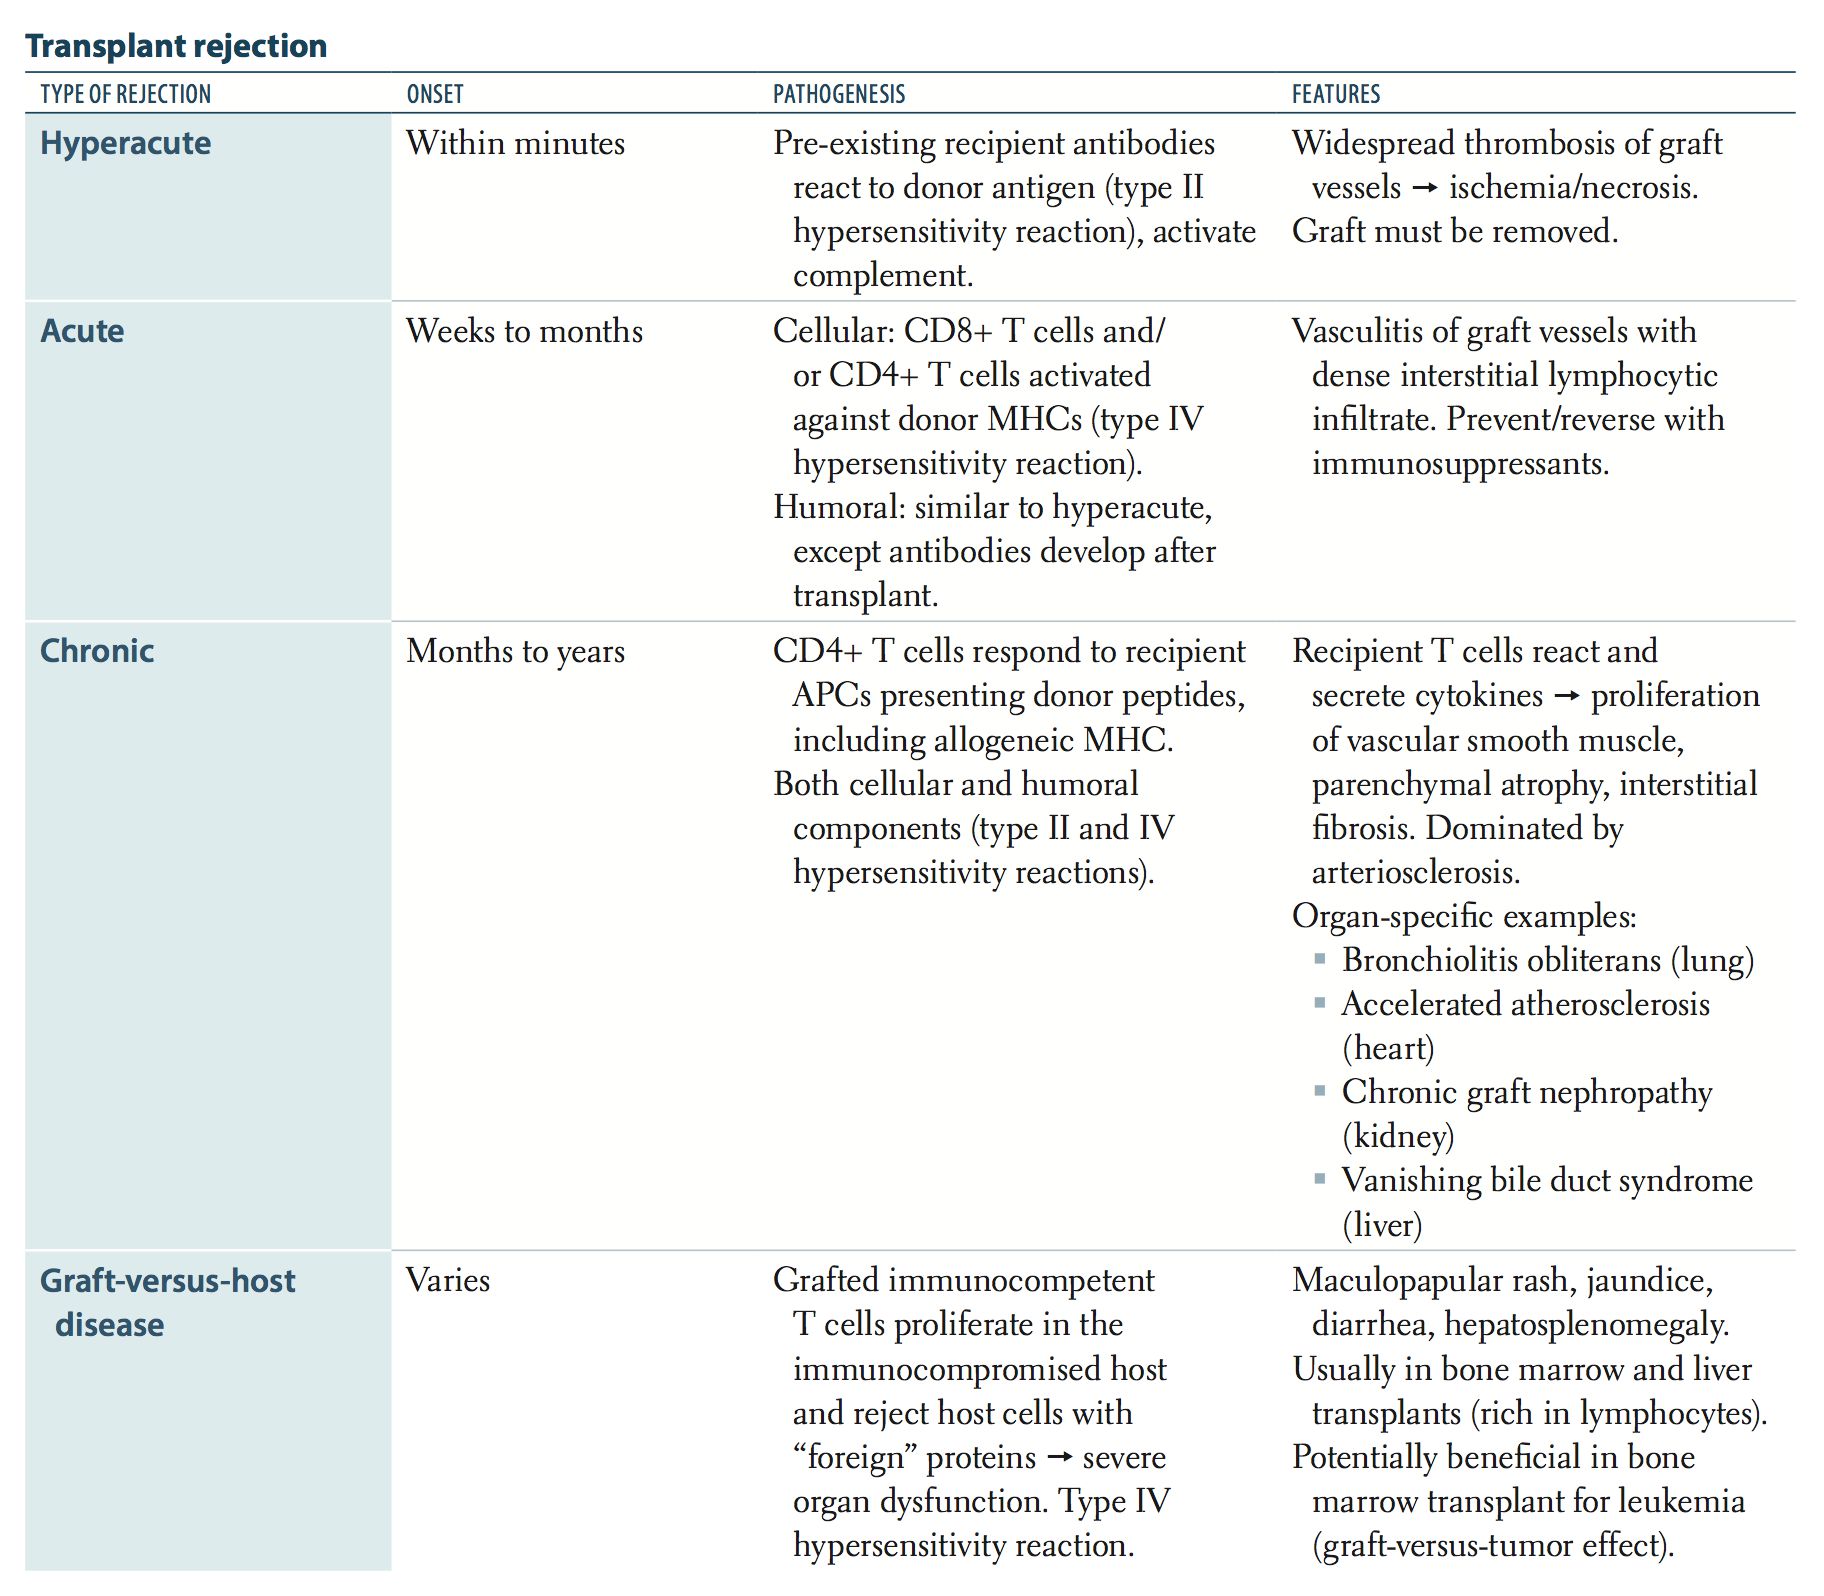 Transplant rejection
TYPE OF REJECTION ONSET PATHOGENESIS FEATURES
Hyperacute
Within minutes
Pre-existing recipient antibodies
react to donor antigen (type II
hypersensitivity reaction), activate
complement.
Widespread thrombosis of graft
vessels → ischemia/necrosis.
Graft must be removed.
Acute
Weeks to months
Cellular: CD8+ T cells and/
or CD4+ T cells activated
against donor MHCs (type IV
hypersensitivity reaction).
Humoral: similar to hyperacute,
except antibodies develop after
transplant.
Vasculitis of graft vessels with
dense interstitial lymphocytic
infiltrate. Prevent/reverse with
immunosuppressants.
Chronic
Months to years
CD4+ T cells respond to recipient
APCs presenting donor peptides,
including allogeneic MHC.
Both cellular and humoral
components (type II and IV
hypersensitivity reactions).
Recipient T cells react and
secrete cytokines → proliferation
of vascular smooth muscle,
parenchymal atrophy, interstitial
fibrosis. Dominated by
arteriosclerosis.
Organ-specific examples:
▪ Bronchiolitis obliterans (lung)
▪ Accelerated atherosclerosis
(heart)
▪ Chronic graft nephropathy
(kidney)
▪ Vanishing bile duct syndrome
(liver)
Graft-versus-host
disease
Varies
Grafted immunocompetent
T cells proliferate in the
immunocompromised host
and reject host cells with
“foreign” proteins → severe
organ dysfunction. Type IV
hypersensitivity reaction.
Maculopapular rash, jaundice,
diarrhea, hepatosplenomegaly.
Usually in bone marrow and liver
transplants (rich in lymphocytes).
Potentially beneficial in bone
marrow transplant for leukemia
(graft-versus-tumor effect).